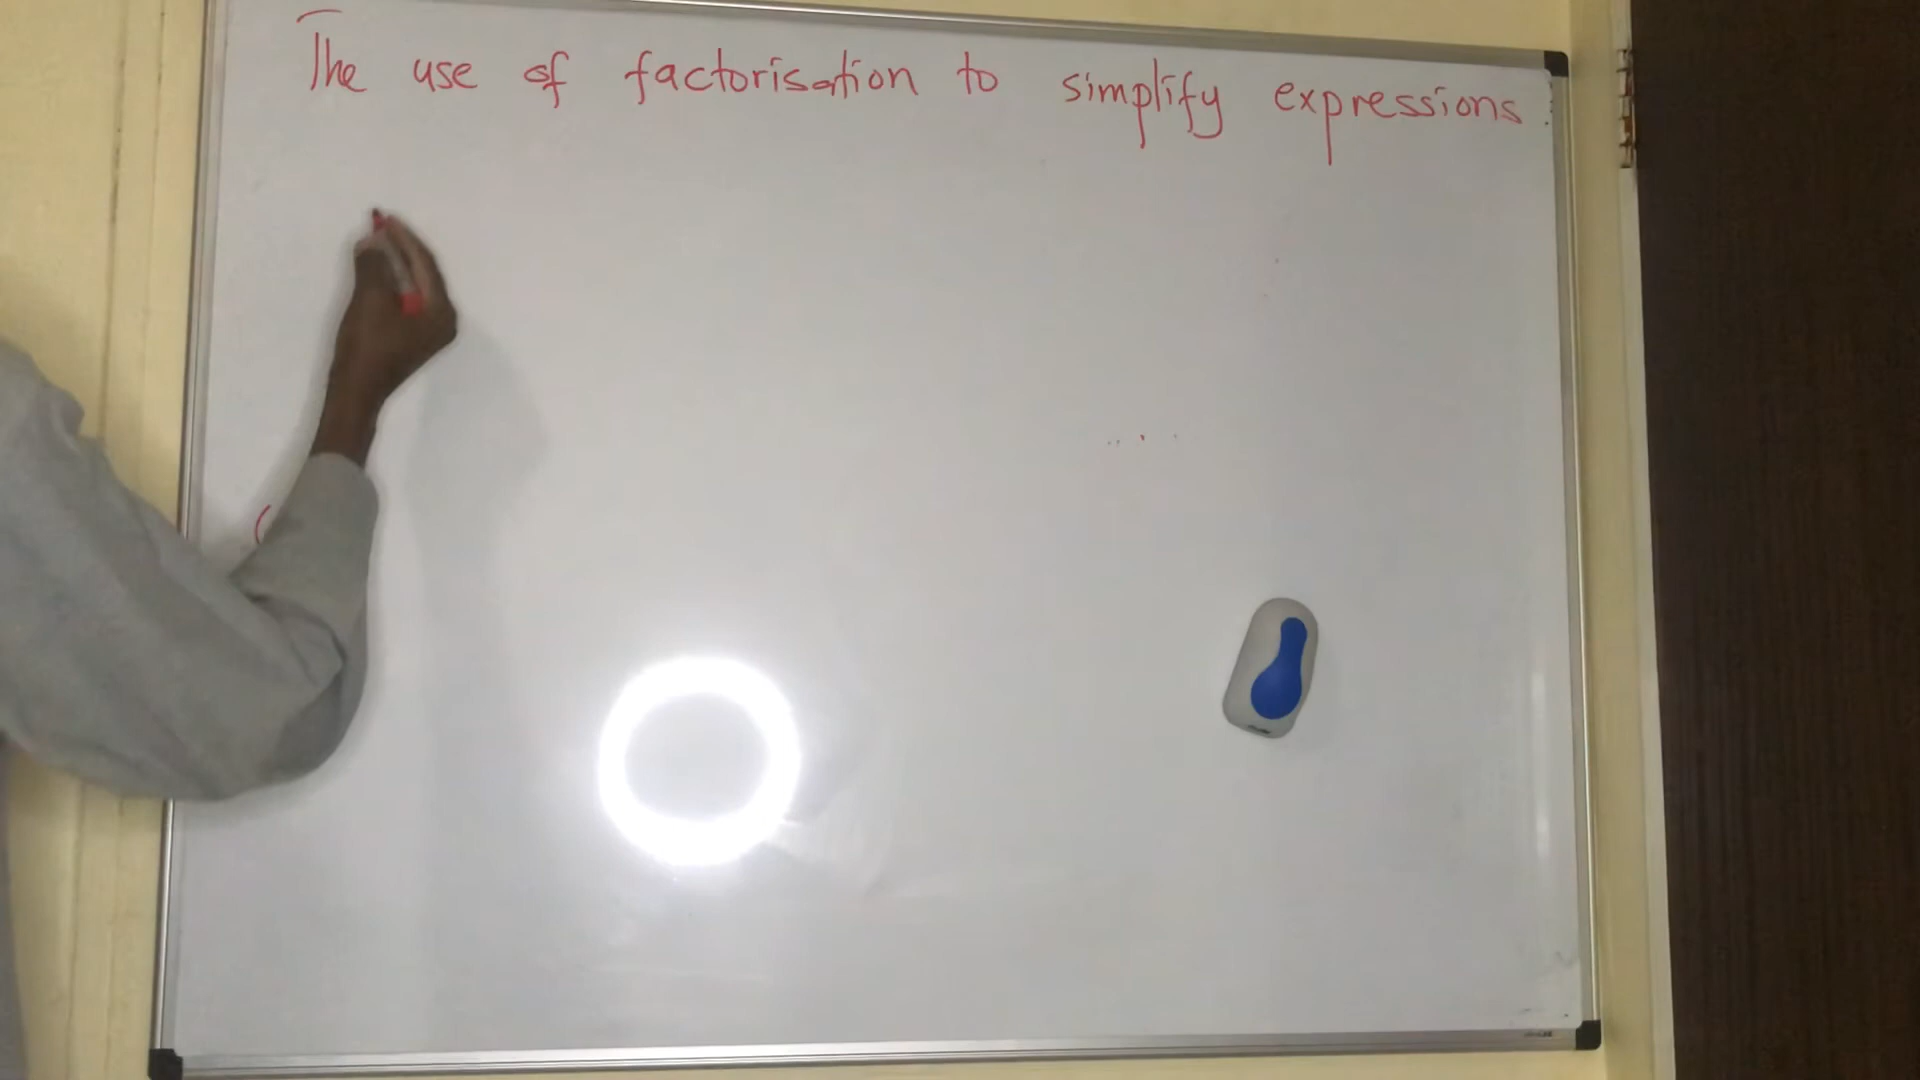 The use of factorisation to simplify expressions
(